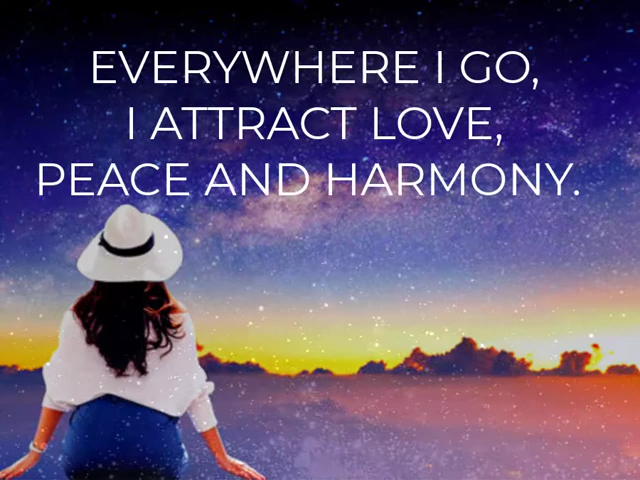 EVERYWHERE I GO,
I ATTRACT LOVE,
PEACE AND HARMONY.